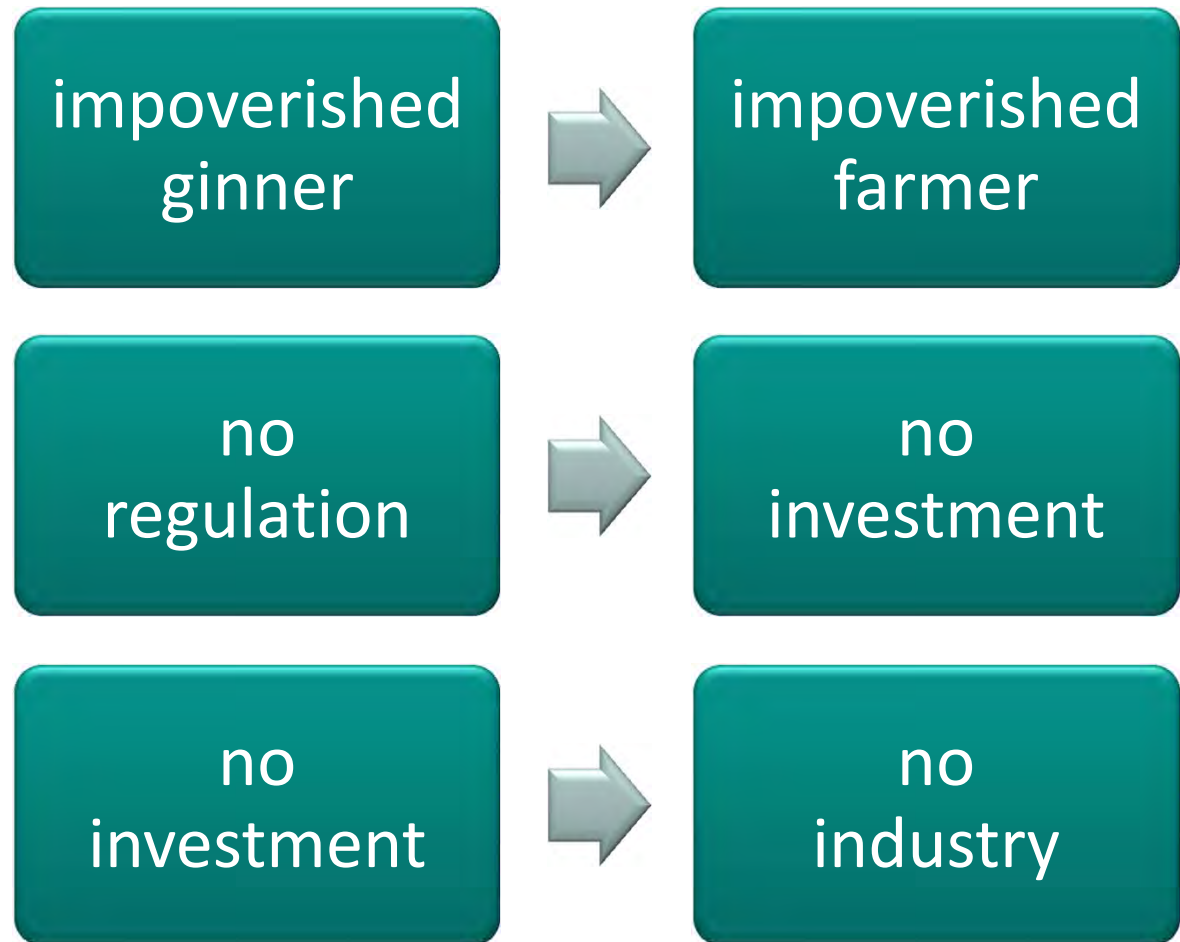 impoverished
ginner
impoverished
farmer
no
regulation
no
investment
no
investment
no
industry